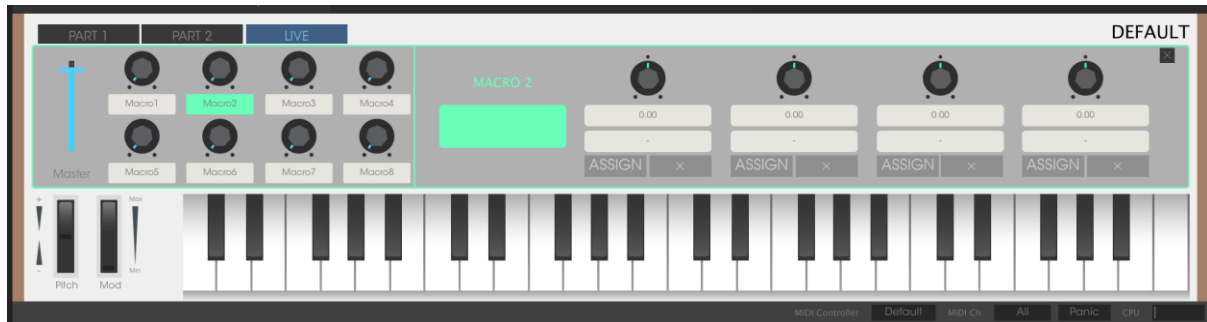 PART 1 PART 2 LIVE DEFAULT
×
MACRO 2
Macro1 Macro2 Macro3 Macro4
0.00 0.00 0.00 0.00
- - - -
ASSIGN × ASSIGN × ASSIGN × ASSIGN ×
Master Macro5 Macro6 Macro7 Macro8
+ Max
- Min
Pitch Mod
MIDI Controller Default MIDI Ch All Panic CPU